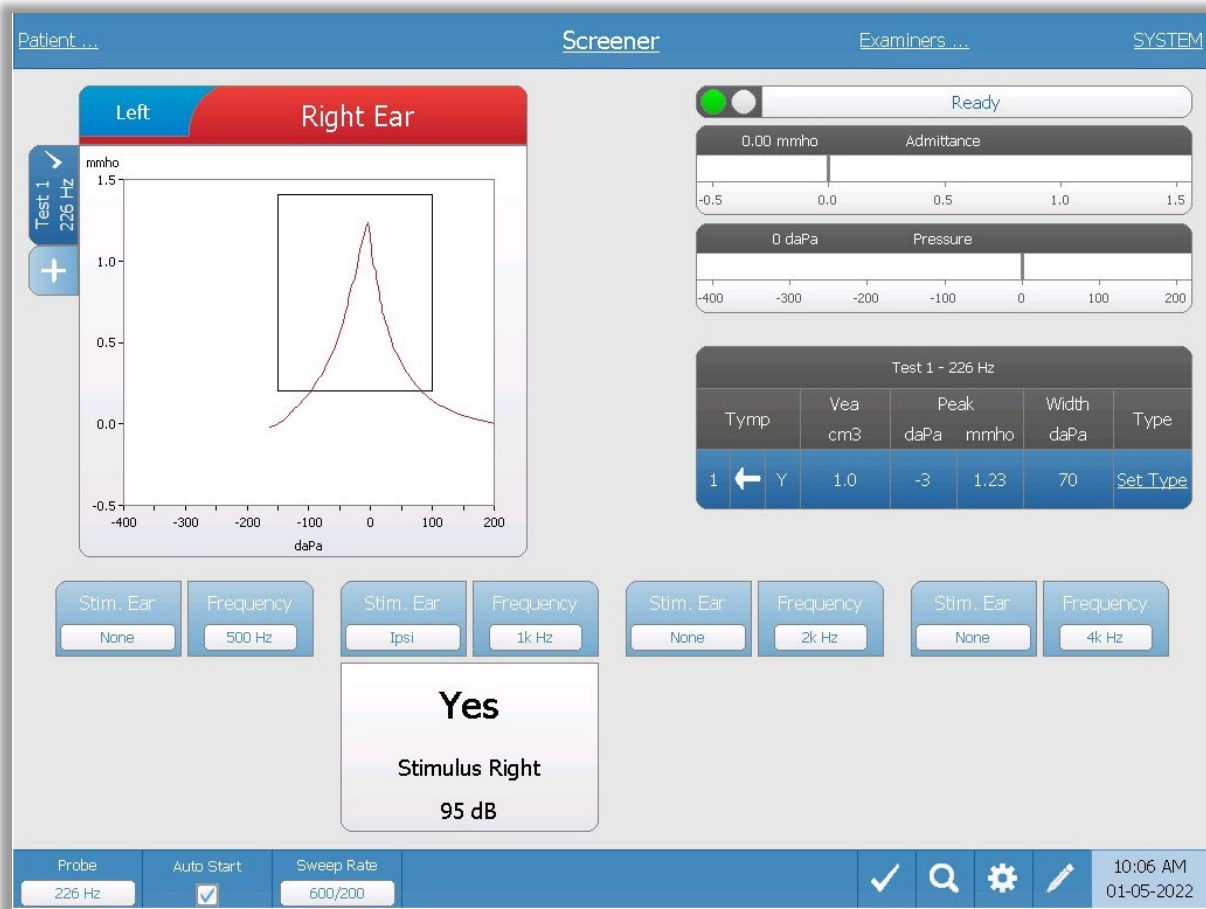 Patient ...
Screener
Examiners ...
SYSTEM
Left
Right Ear
Test 1
226 Hz
mmho
1.5
1.0
0.5
0.0
-0.5
-400 -300 -200 -100 0 100 200
daPa
Ready
0.00 mmho Admittance
-0.5 0.0 0.5 1.0 1.5
0 daPa Pressure
-400 -300 -200 -100 0 100 200
Test 1 - 226 Hz
Tymp Vea Peak Width Type
cm3 daPa mmho daPa
1 Y 1.0 -3 1.23 70 Set Type
Stim. Ear Frequency Stim. Ear Frequency Stim. Ear Frequency Stim. Ear Frequency
None 500 Hz Ipsi 1k Hz None 2k Hz None 4k Hz
Yes
Stimulus Right
95 dB
Probe Auto Start Sweep Rate
226 Hz 600/200
10:06 AM
01-05-2022